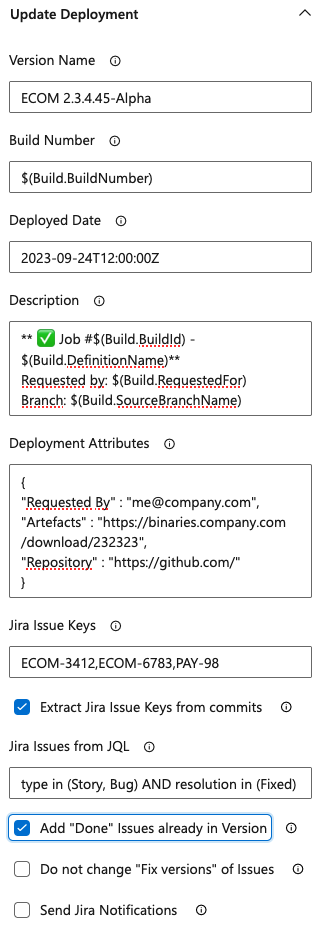 Update Deployment
Version Name
ECOM 2.3.4.45-Alpha
Build Number
$(Build.BuildNumber)
Deployed Date
2023-09-24T12:00:00Z
Description
** ✅ Job #$(Build.BuildId) -
$(Build.DefinitionName)**
Requested by: $(Build.RequestedFor)
Branch: $(Build.SourceBranchName)
Deployment Attributes
{
"Requested By" : "me@company.com",
"Artefacts" : "https://binaries.company.com
/download/232323",
"Repository" : "https://github.com/"
}
Jira Issue Keys
ECOM-3412,ECOM-6783,PAY-98
Extract Jira Issue Keys from commits
Jira Issues from JQL
type in (Story, Bug) AND resolution in (Fixed)
Add "Done" Issues already in Version
Do not change "Fix versions" of Issues
Send Jira Notifications